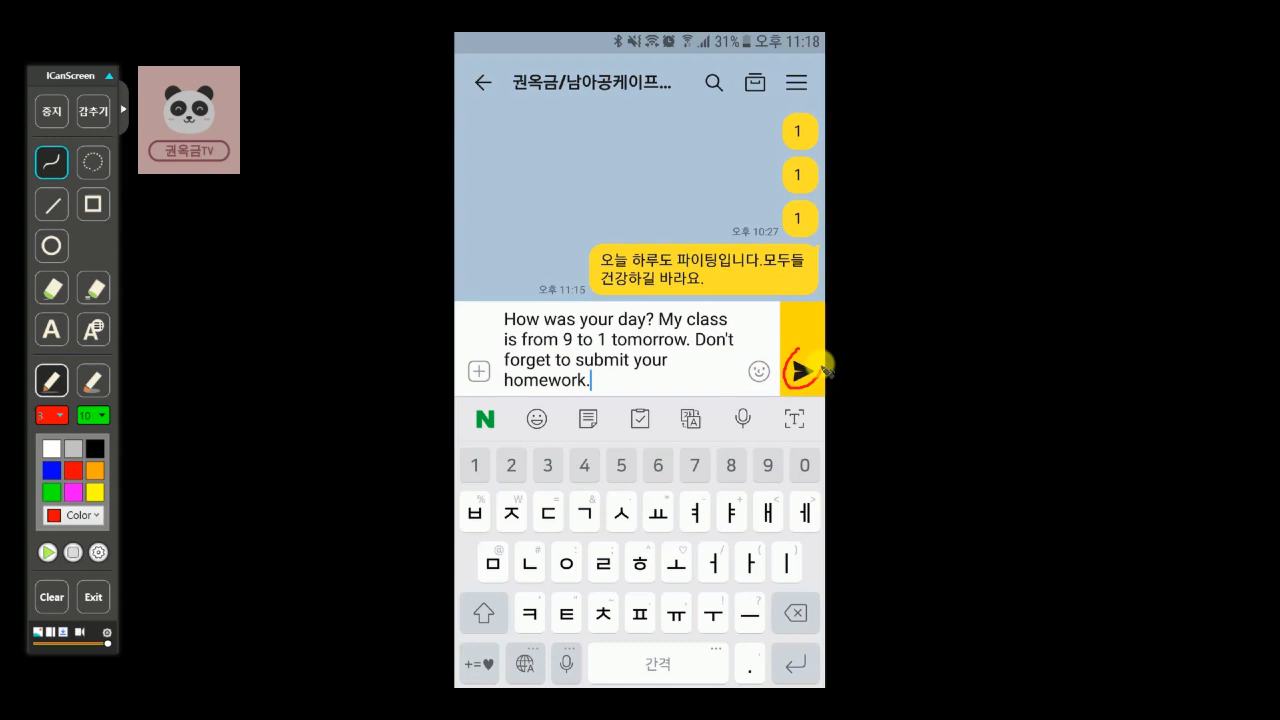 ICanScreen
중지 감추기
권옥금TV
A A
3 10
Color
Clear Exit
31% 오후 11:18
권옥금/남아공케이프...
1
1
1
오후 10:27
오늘 하루도 파이팅입니다.모두들
건강하길 바라요.
오후 11:15
How was your day? My class
is from 9 to 1 tomorrow. Don't
forget to submit your
homework.
N
1 2 3 4 5 6 7 8 9 0
% ₩ = & · * - + < >
ㅂ ㅈ ㄷ ㄱ ㅅ ㅛ ㅕ ㅑ ㅐ ㅔ
@ # : ; ^ ♡ / ( )
ㅁ ㄴ ㅇ ㄹ ㅎ ㅗ ㅓ ㅏ ㅣ
' " ~ . , ! ?
ㅋ ㅌ ㅊ ㅍ ㅠ ㅜ ㅡ
+=♥ 간격 .